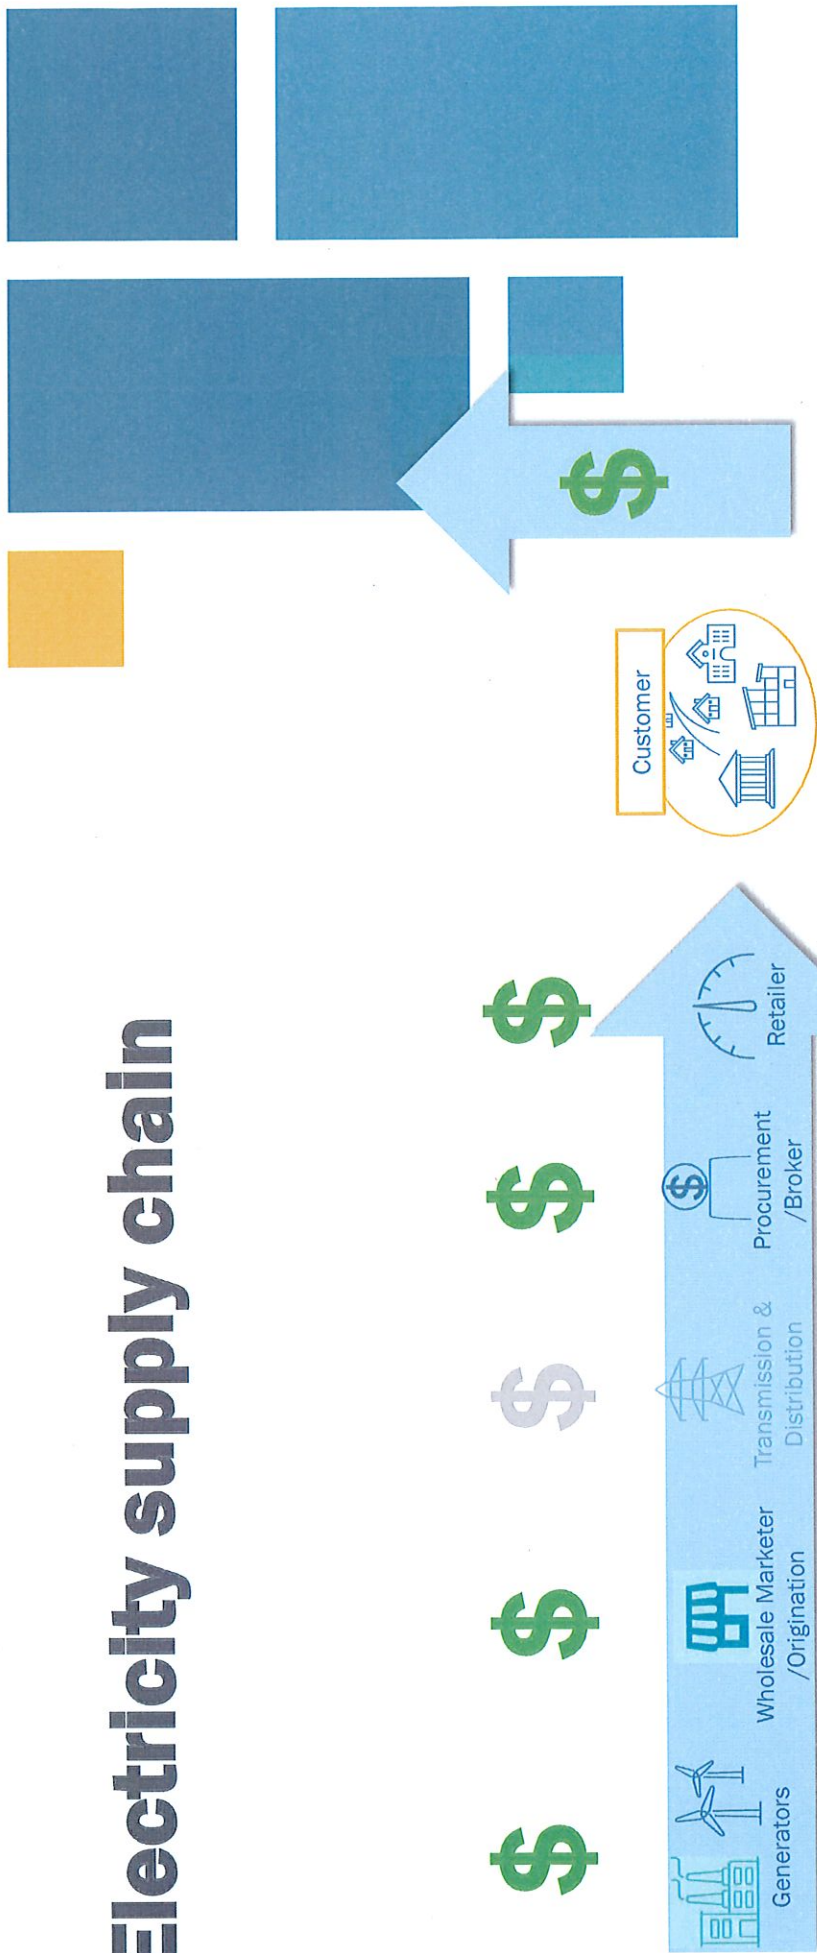 Electricity supply chain
$ $ $ $ $
$
Customer
$
Generators
Wholesale Marketer
/Origination
Transmission &
Distribution
Procurement
/Broker
Retailer